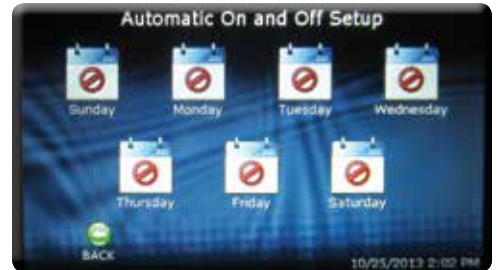 Automatic On and Off Setup
Sunday Monday Tuesday Wednesday
Thursday Friday Saturday
BACK
10/25/2013 2:02 PM